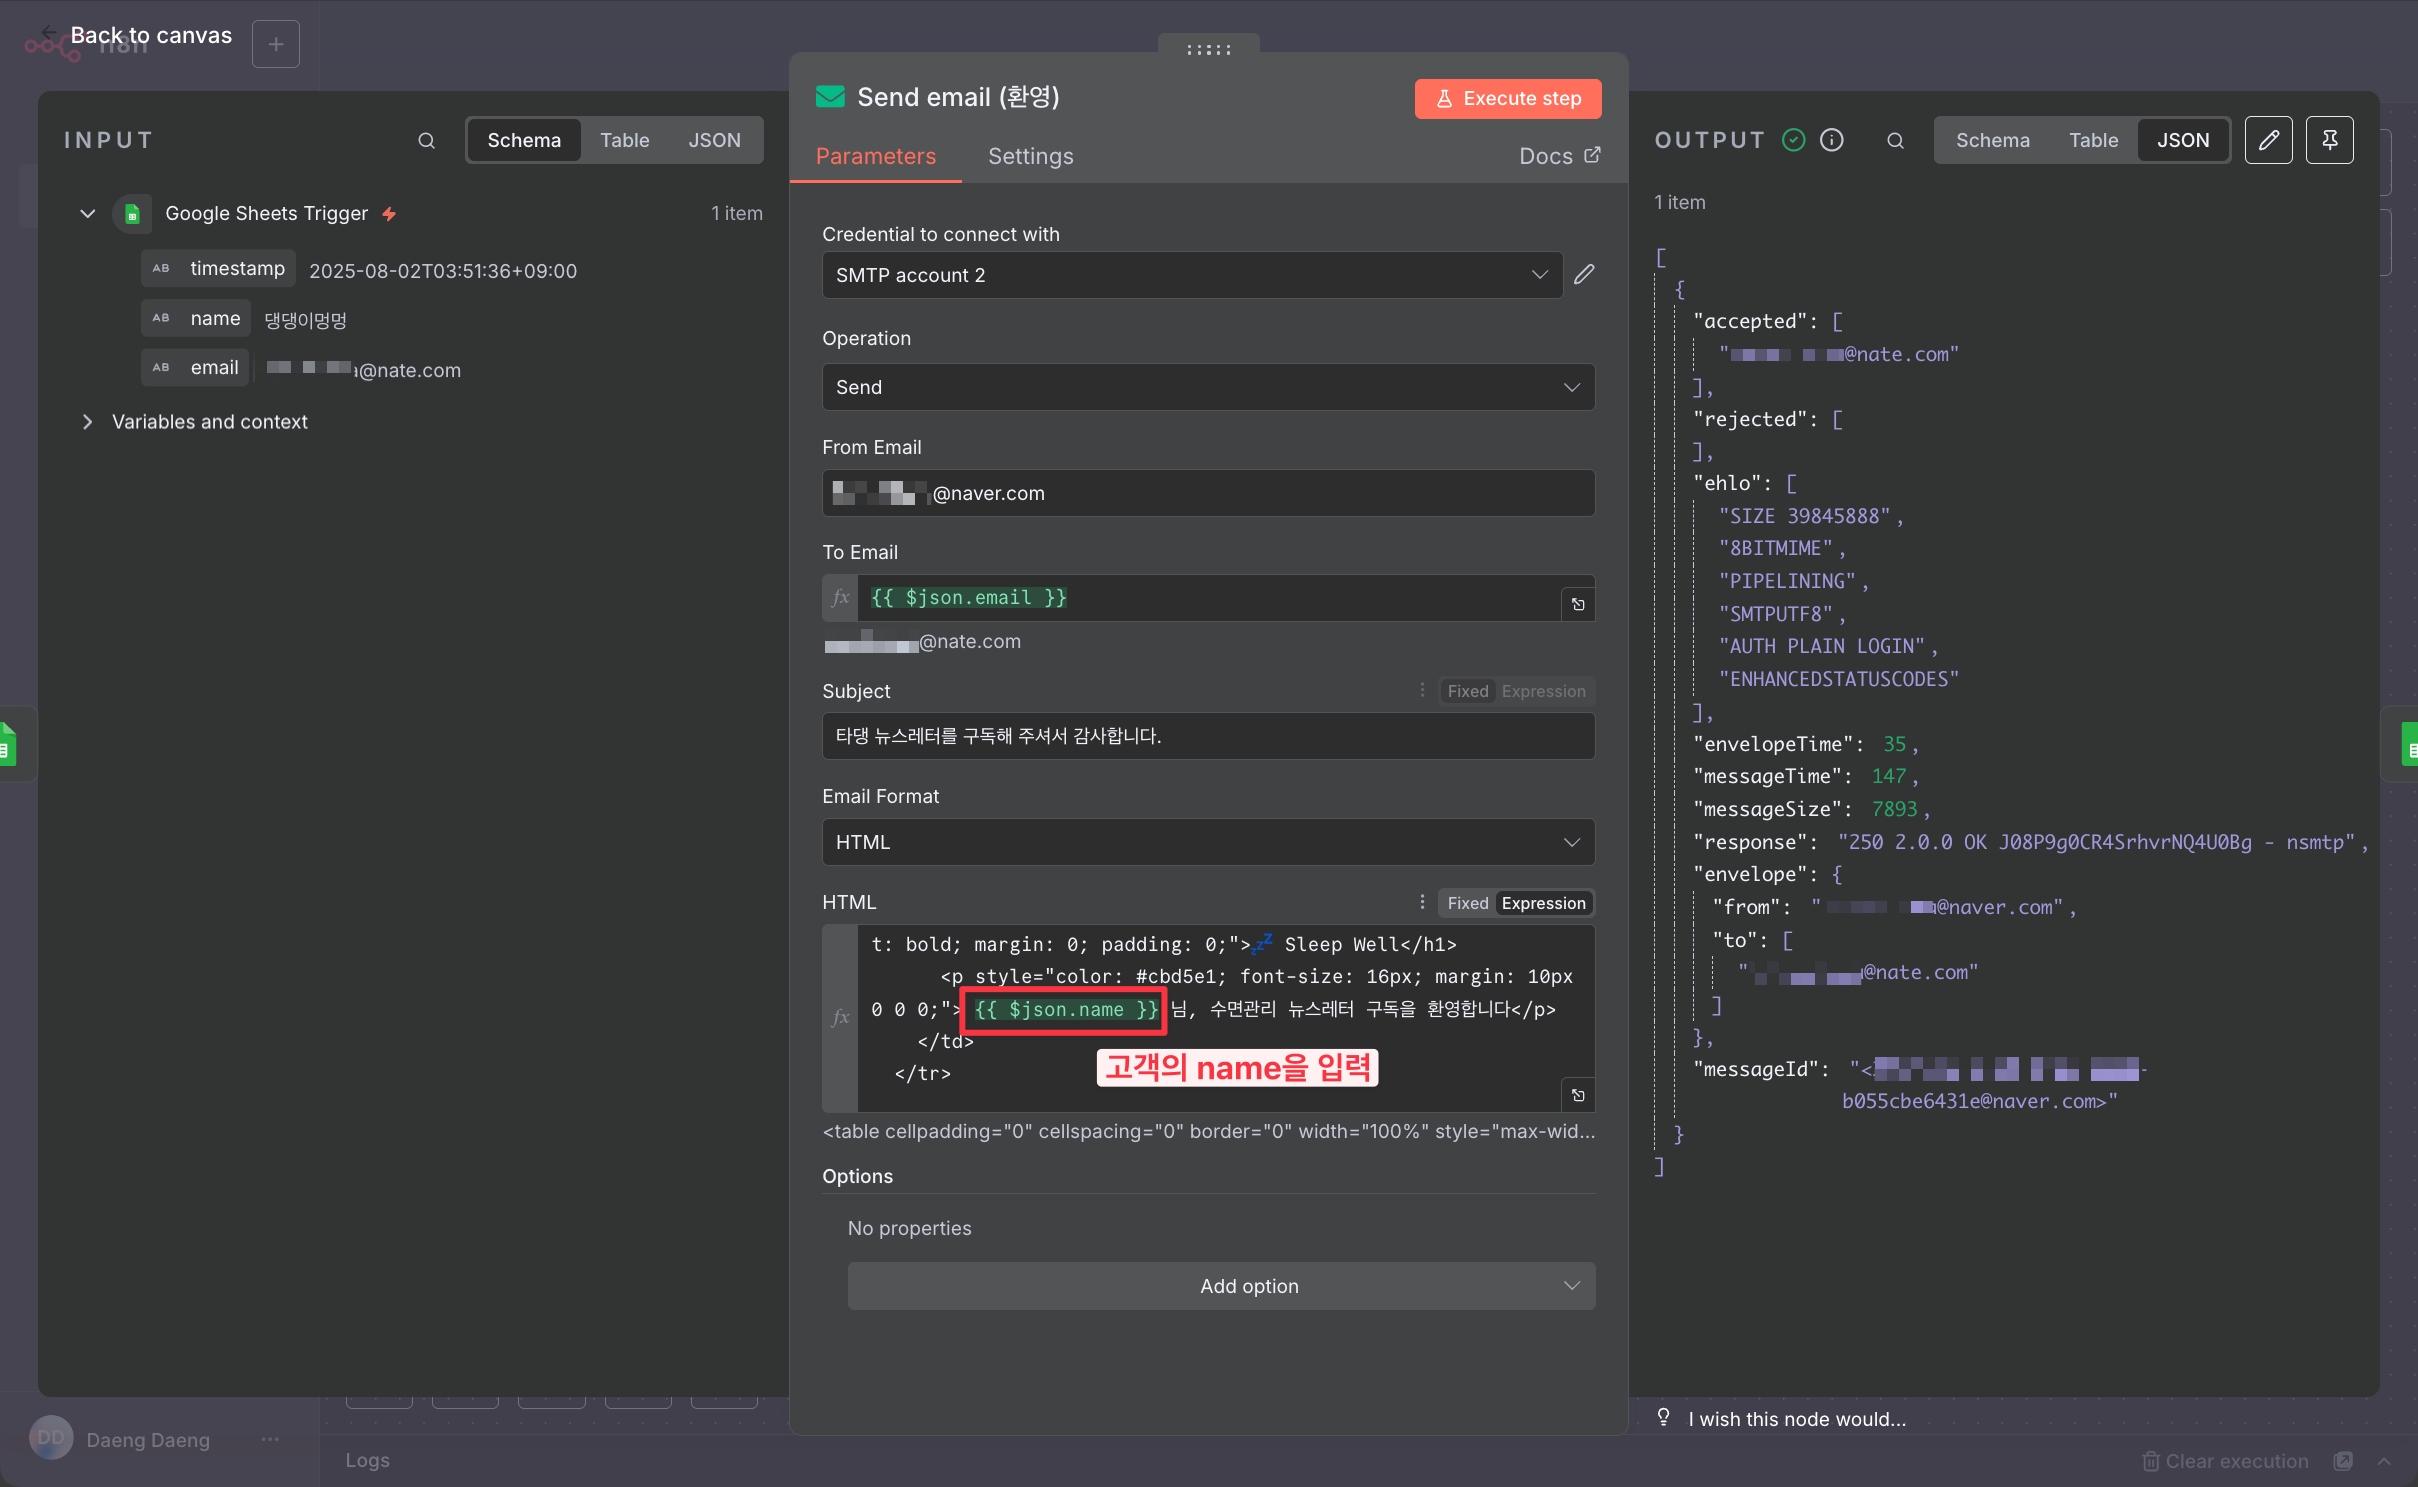 Back to canvas
n8n
INPUT
Schema
Table
JSON
Google Sheets Trigger
1 item
AB timestamp 2025-08-02T03:51:36+09:00
AB name 댕댕이멍멍
AB email a@nate.com
Variables and context
Send email (환영)
Execute step
Parameters
Settings
Docs
Credential to connect with
SMTP account 2
Operation
Send
From Email
@naver.com
To Email
fx {{ $json.email }}
@nate.com
Subject
Fixed Expression
타댕 뉴스레터를 구독해 주셔서 감사합니다.
Email Format
HTML
HTML
Fixed Expression
t: bold; margin: 0; padding: 0;">💤 Sleep Well</h1>
<p style="color: #cbd5e1; font-size: 16px; margin: 10px
fx 0 0 0;"> {{ $json.name }} 님, 수면관리 뉴스레터 구독을 환영합니다</p>
</td>
고객의 name을 입력
</tr>
<table cellpadding="0" cellspacing="0" border="0" width="100%" style="max-wid...
Options
No properties
Add option
OUTPUT
Schema
Table
JSON
1 item
[
{
"accepted": [
"@nate.com"
],
"rejected": [
],
"ehlo": [
"SIZE 39845888",
"8BITMIME",
"PIPELINING",
"SMTPUTF8",
"AUTH PLAIN LOGIN",
"ENHANCEDSTATUSCODES"
],
"envelopeTime": 35,
"messageTime": 147,
"messageSize": 7893,
"response": "250 2.0.0 OK J08P9g0CR4SrhvrNQ4U0Bg - nsmtp",
"envelope": {
"from": "@naver.com",
"to": [
"@nate.com"
]
},
"messageId": "<-
b055cbe6431e@naver.com>"
}
]
I wish this node would...
DD
Daeng Daeng
Logs
Clear execution